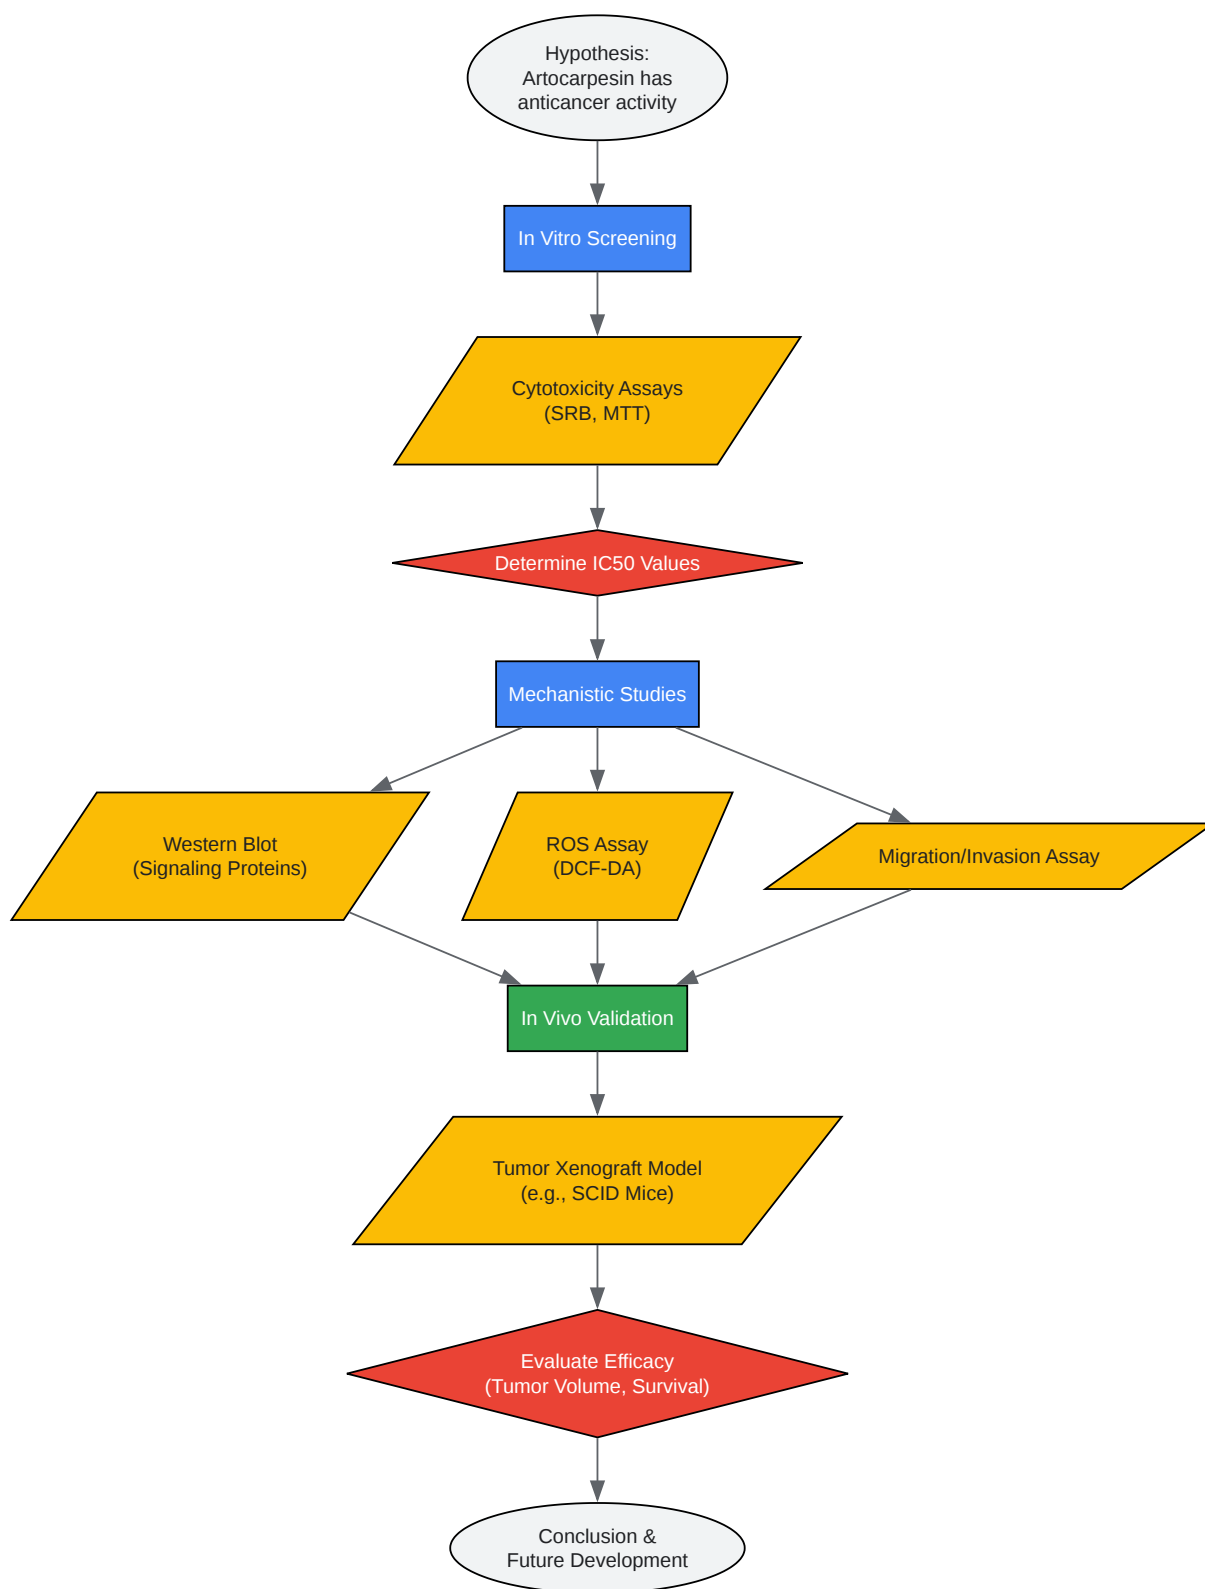 Hypothesis:
Artocarpesin has
anticancer activity
In Vitro Screening
Cytotoxicity Assays
(SRB, MTT)
Determine IC50 Values
Mechanistic Studies
Western Blot
(Signaling Proteins)
ROS Assay
(DCF-DA)
Migration/Invasion Assay
In Vivo Validation
Tumor Xenograft Model
(e.g., SCID Mice)
Evaluate Efficacy
(Tumor Volume, Survival)
Conclusion &
Future Development